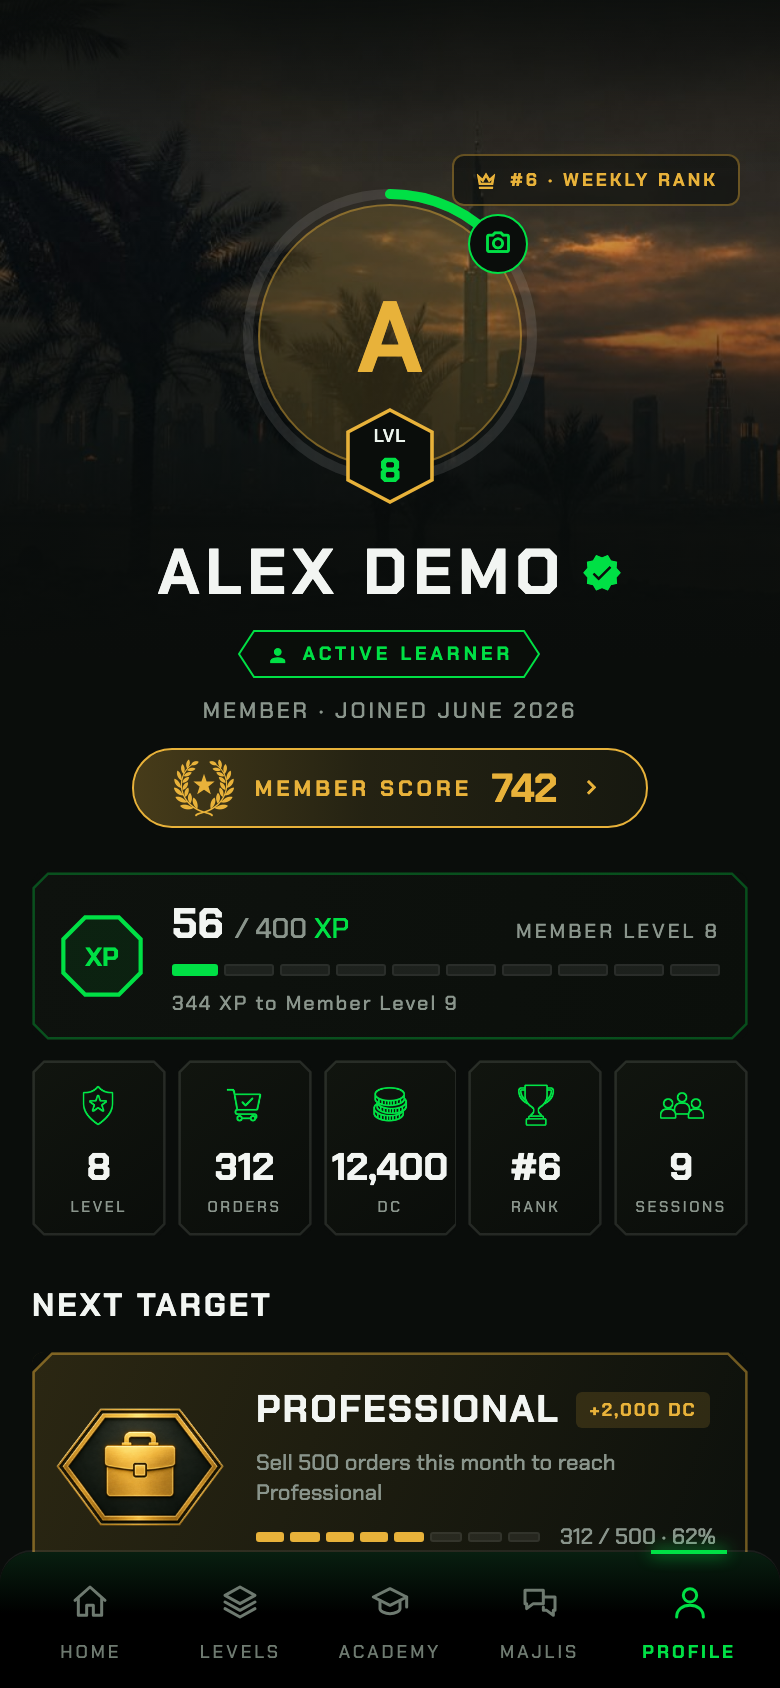 #6 · WEEKLY RANK
A
LVL
8
ALEX DEMO
ACTIVE LEARNER
MEMBER · JOINED JUNE 2026
MEMBER SCORE 742
XP
56 / 400 XP
MEMBER LEVEL 8
344 XP to Member Level 9
8
LEVEL
312
ORDERS
12,400
DC
#6
RANK
9
SESSIONS
NEXT TARGET
PROFESSIONAL
+2,000 DC
Sell 500 orders this month to reach
Professional
312 / 500 · 62%
HOME
LEVELS
ACADEMY
MAJLIS
PROFILE